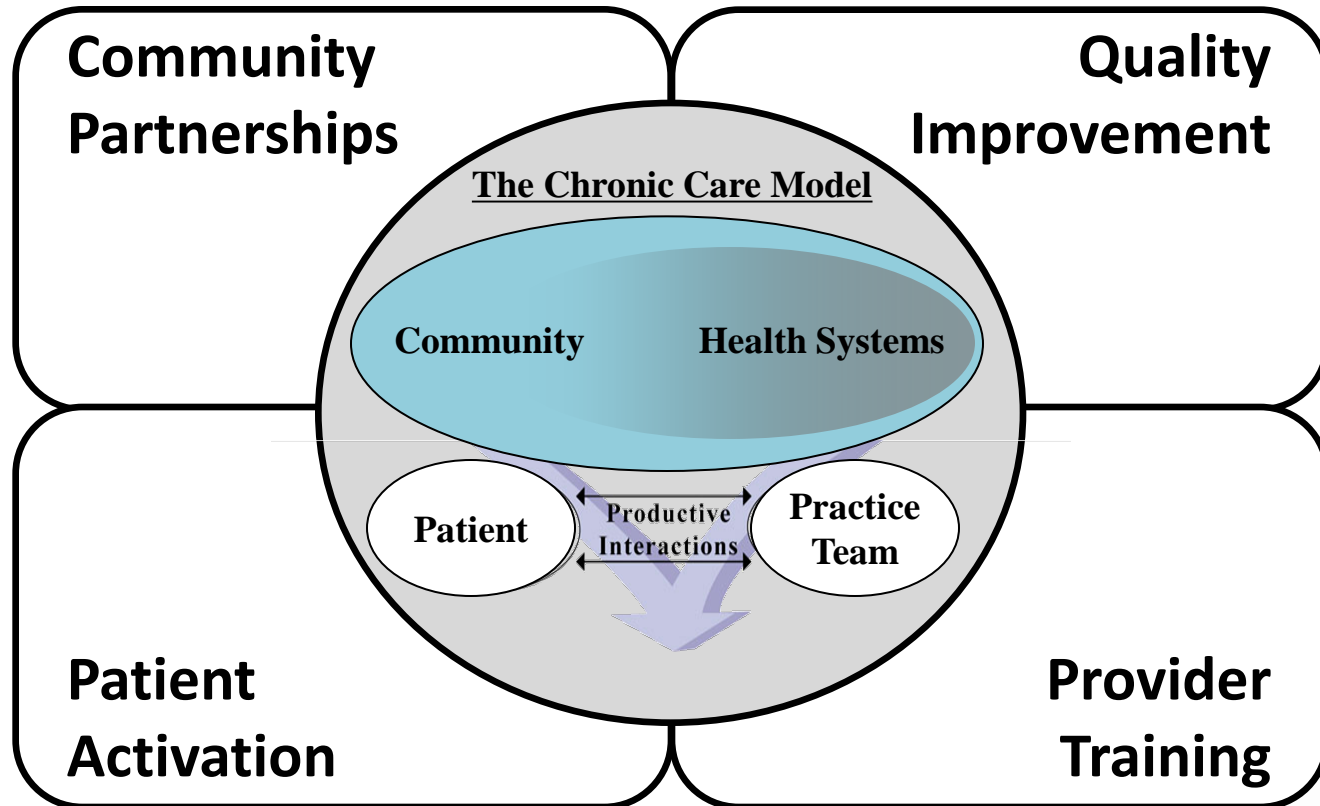 Community
Partnerships
Quality
Improvement
The Chronic Care Model
Community
Health Systems
Patient
Productive
Interactions
Practice
Team
Patient
Activation
Provider
Training